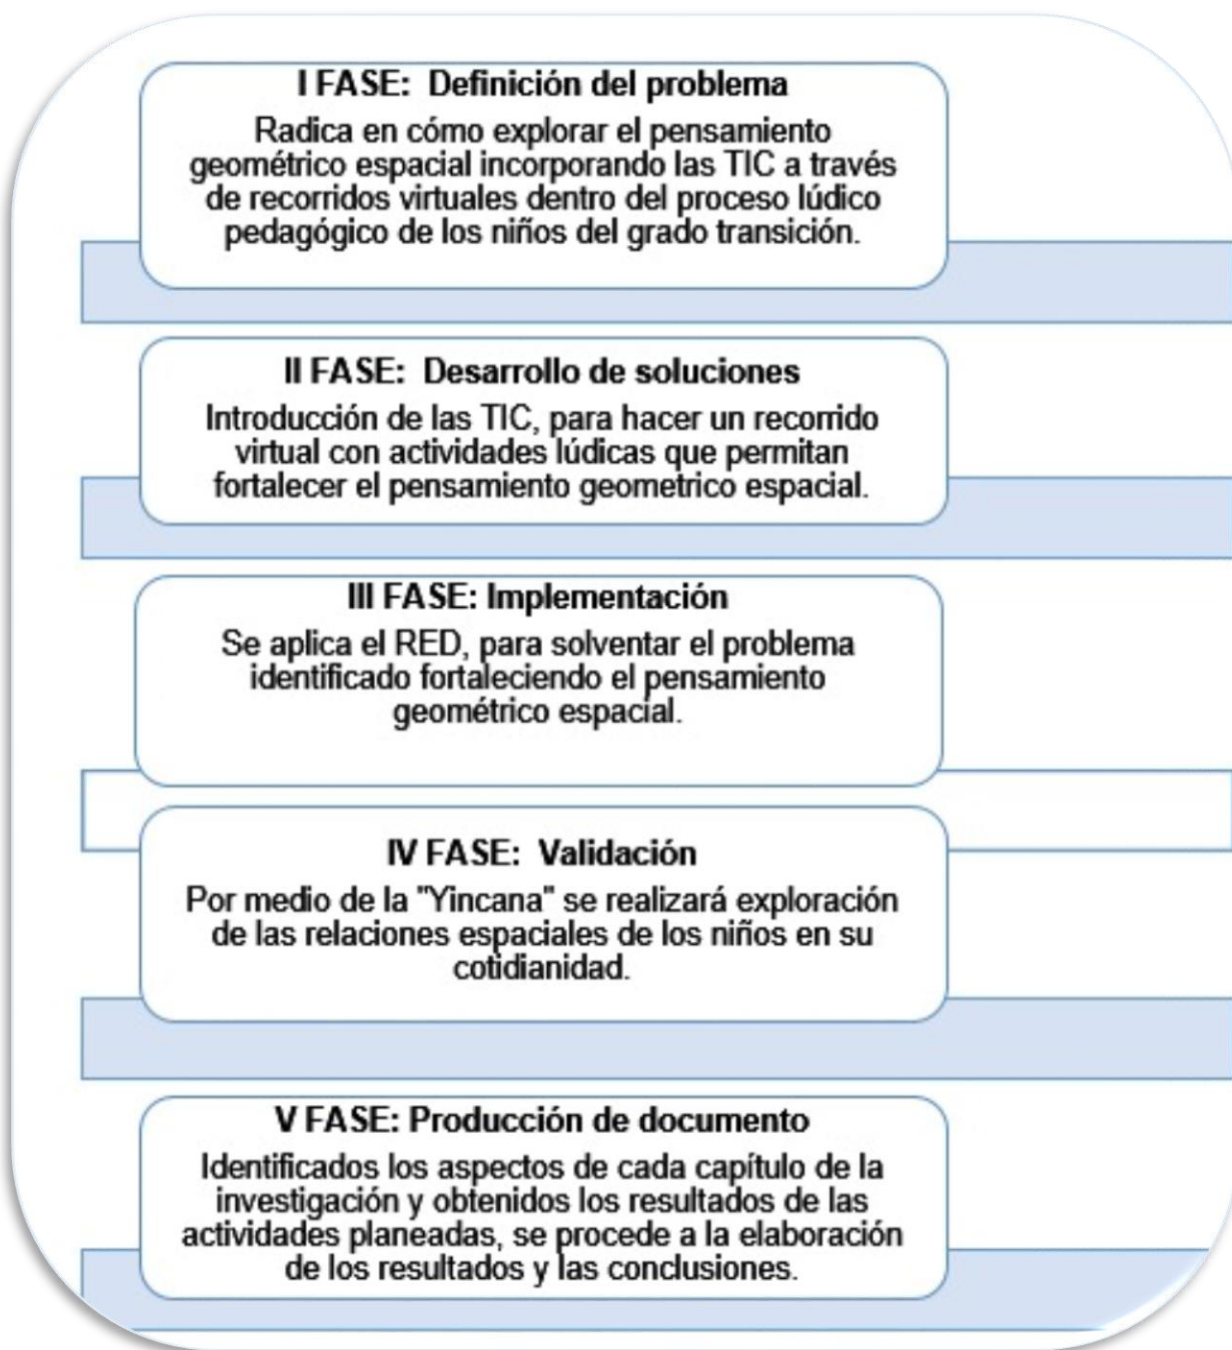 I FASE: Definición del problema
Radica en cómo explorar el pensamiento
geométrico espacial incorporando las TIC a través
de recorridos virtuales dentro del proceso lúdico
pedagógico de los niños del grado transición.
II FASE: Desarrollo de soluciones
Introducción de las TIC, para hacer un recorrido
virtual con actividades lúdicas que permitan
fortalecer el pensamiento geometrico espacial.
III FASE: Implementación
Se aplica el RED, para solventar el problema
identificado fortaleciendo el pensamiento
geométrico espacial.
IV FASE: Validación
Por medio de la "Yincana" se realizará exploración
de las relaciones espaciales de los niños en su
cotidianidad.
V FASE: Producción de documento
Identificados los aspectos de cada capítulo de la
investigación y obtenidos los resultados de las
actividades planeadas, se procede a la elaboración
de los resultados y las conclusiones.